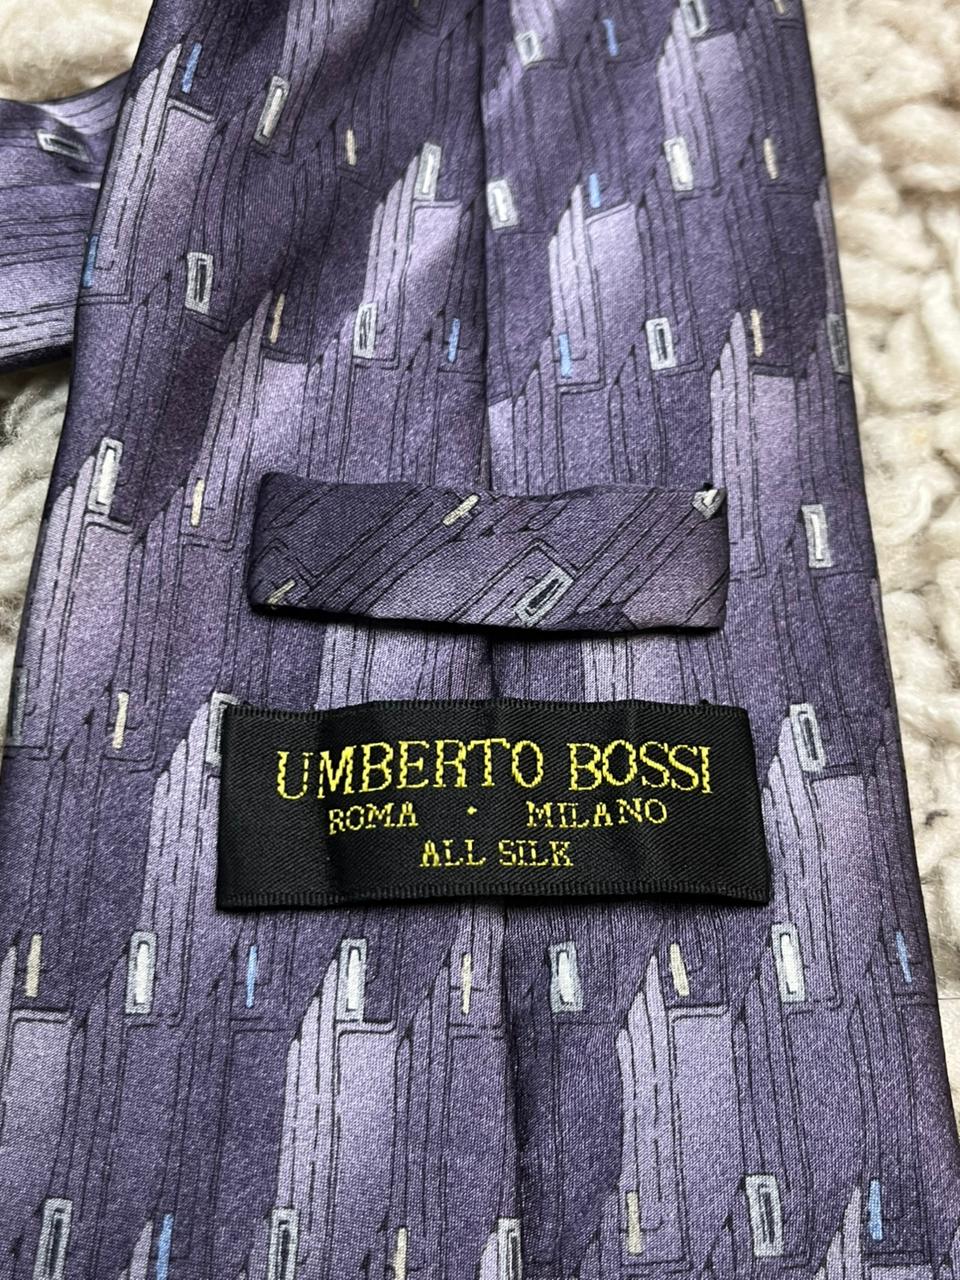 UMBERTO BOSSI
ROMA · MILANO
ALL SILK